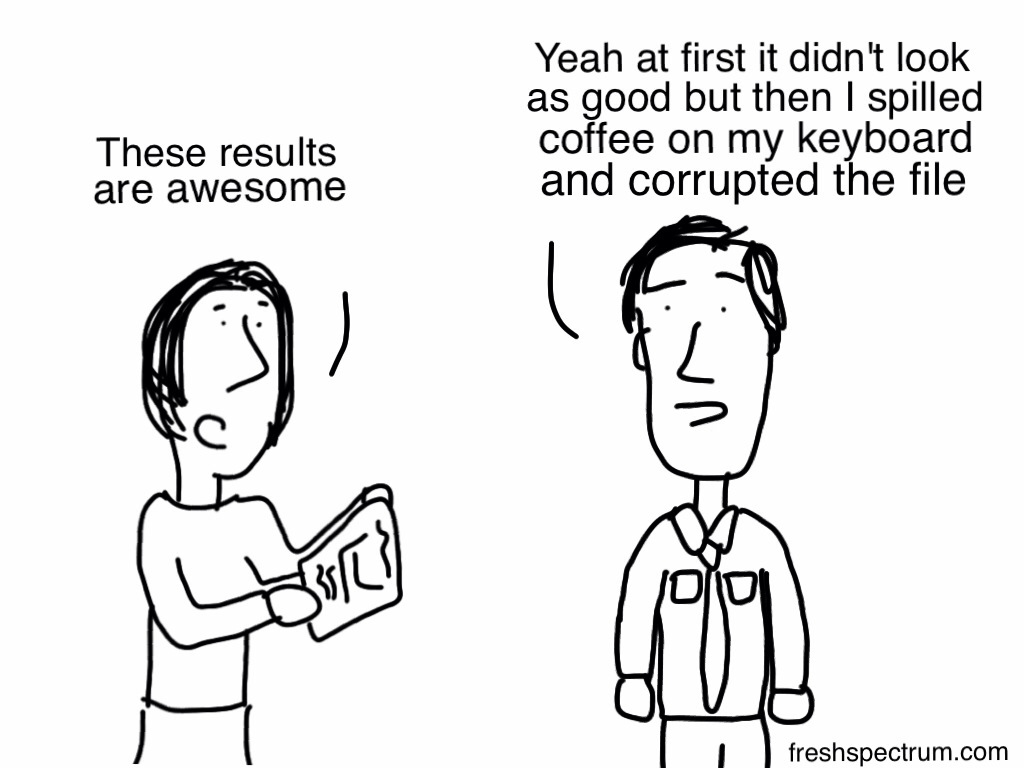 These results
are awesome
Yeah at first it didn't look
as good but then I spilled
coffee on my keyboard
and corrupted the file
freshspectrum.com